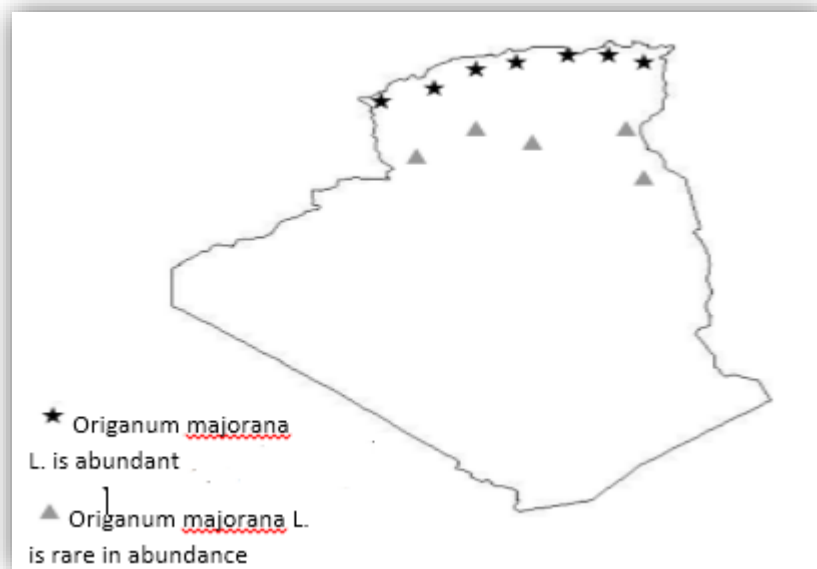 Origanum majorana
L. is abundant
Origanum majorana L.
is rare in abundance